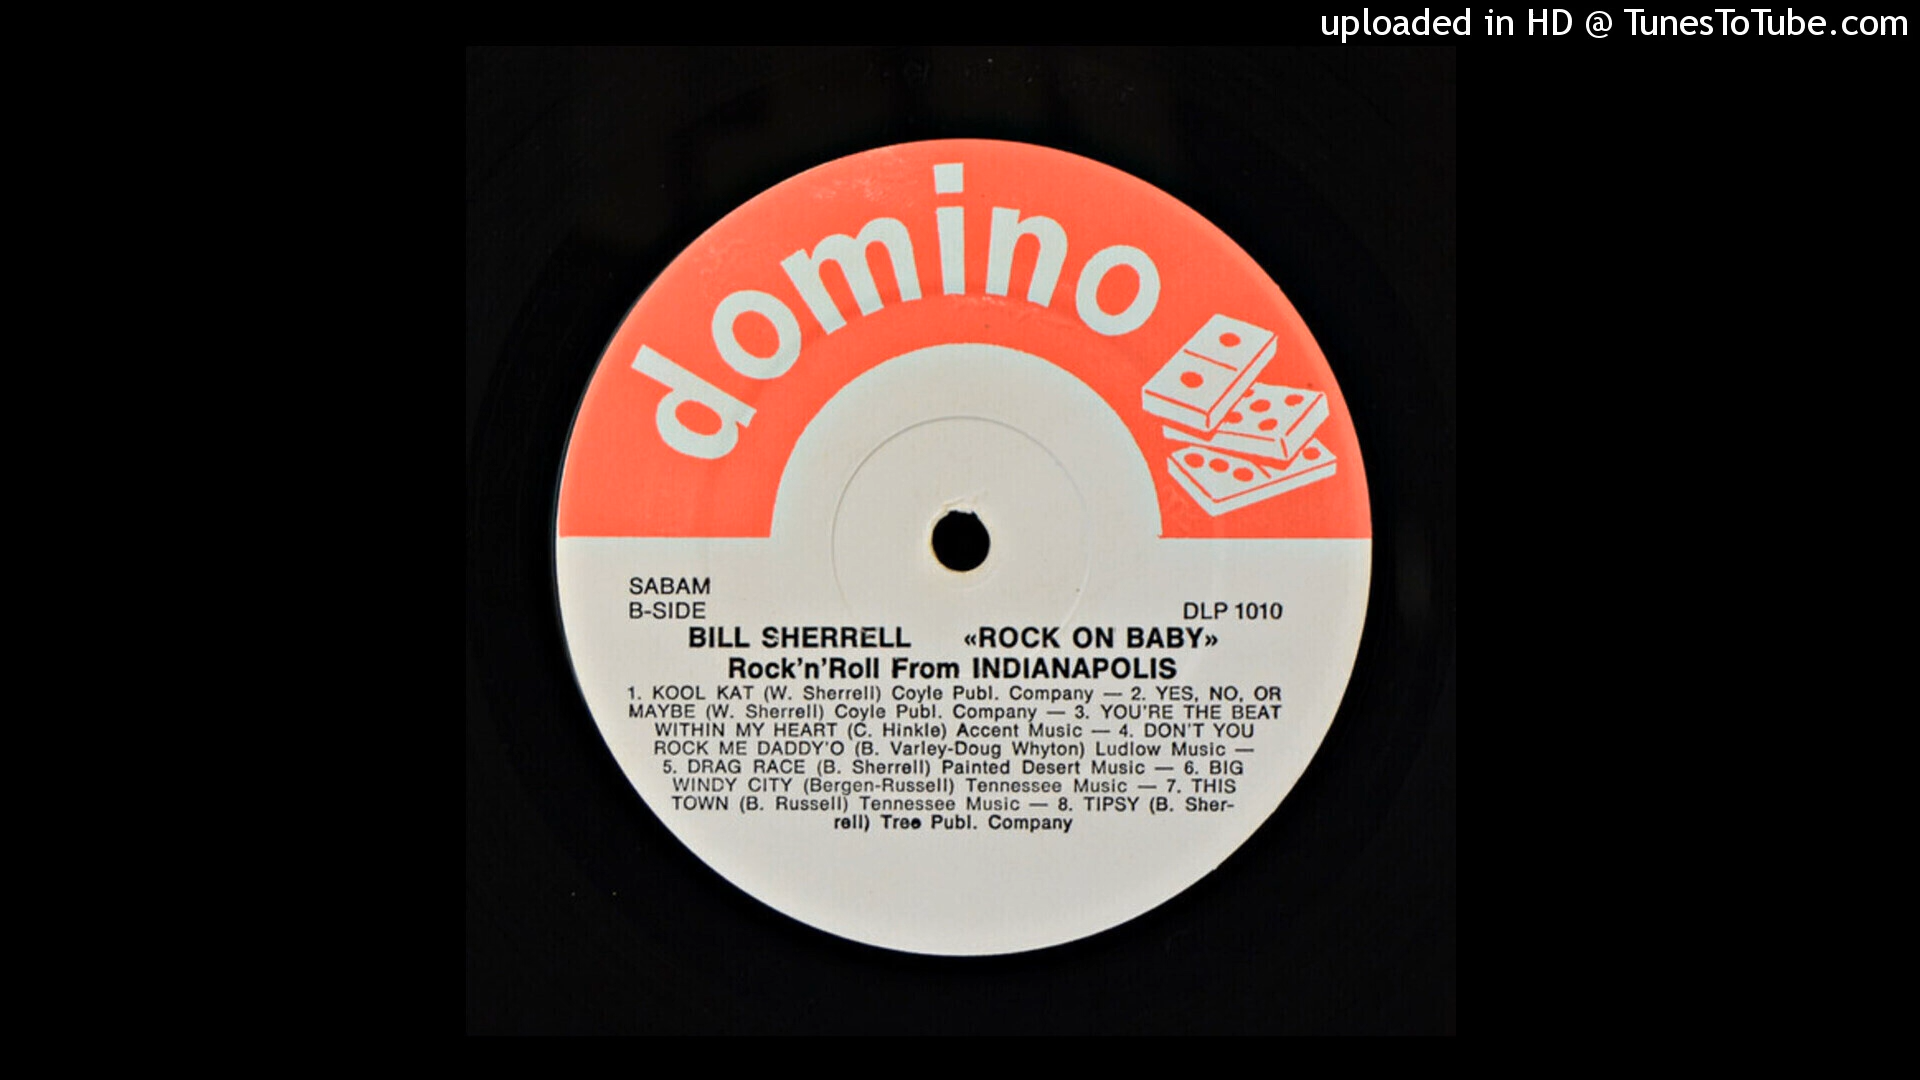 uploaded in HD @ TunesToTube.com
domino
SABAM
B-SIDE DLP 1010
BILL SHERRELL «ROCK ON BABY»
Rock'n'Roll From INDIANAPOLIS
1. KOOL KAT (W. Sherrell) Coyle Publ. Company — 2. YES, NO, OR
MAYBE (W. Sherrell) Coyle Publ. Company — 3. YOU'RE THE BEAT
WITHIN MY HEART (C. Hinkle) Accent Music — 4. DON'T YOU
ROCK ME DADDY'O (B. Varley-Doug Whyton) Ludlow Music —
5. DRAG RACE (B. Sherrell) Painted Desert Music — 6. BIG
WINDY CITY (Bergen-Russell) Tennessee Music — 7. THIS
TOWN (B. Russell) Tennessee Music — 8. TIPSY (B. Sher-
rell) Tree Publ. Company